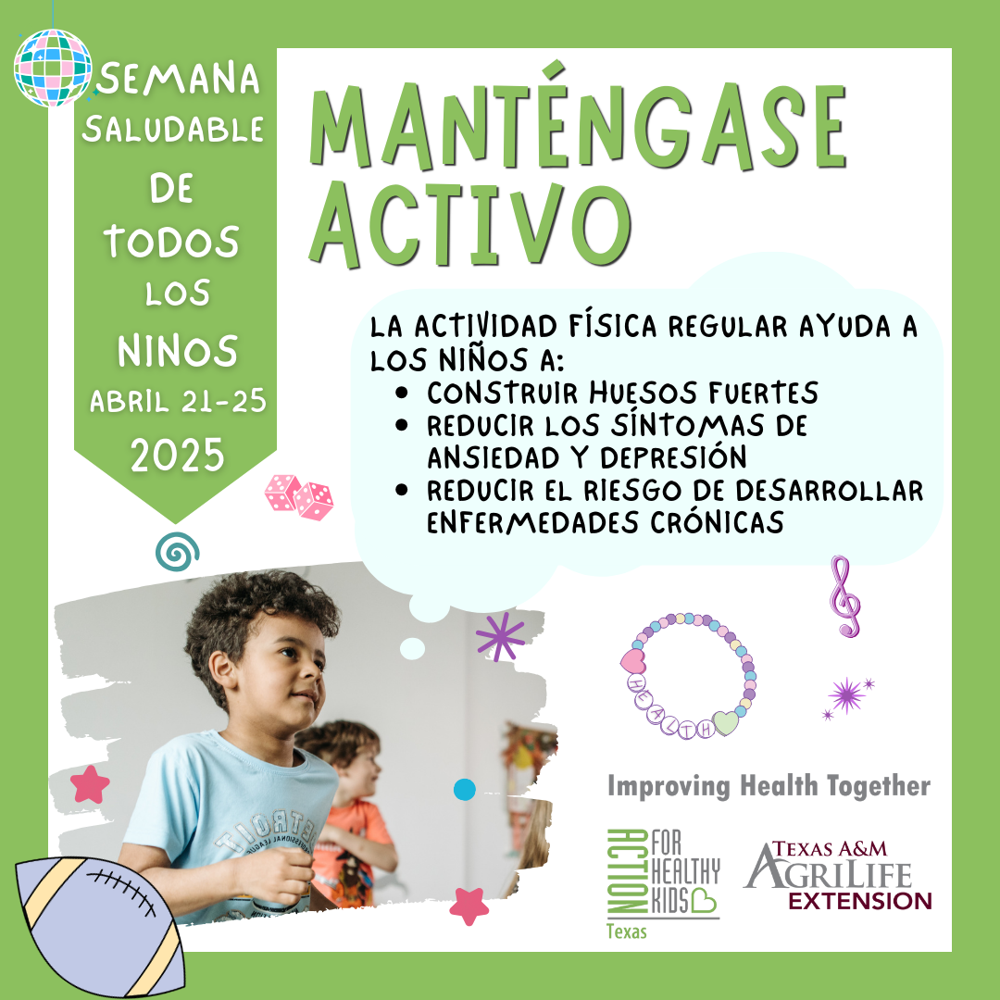 SEMANA
SALUDABLE
DE
TODOS
LOS
NINOS
ABRIL 21-25
2025
MANTÉNGASE
ACTIVO
LA ACTIVIDAD FÍSICA REGULAR AYUDA A
LOS NIÑOS A:
• CONSTRUIR HUESOS FUERTES
• REDUCIR LOS SÍNTOMAS DE
ANSIEDAD Y DEPRESIÓN
• REDUCIR EL RIESGO DE DESARROLLAR
ENFERMEDADES CRÓNICAS
HEALTH
DETROIT
Improving Health Together
ACTION
FOR
HEALTHY
KIDS
Texas
TEXAS A&M
AGRILIFE
EXTENSION